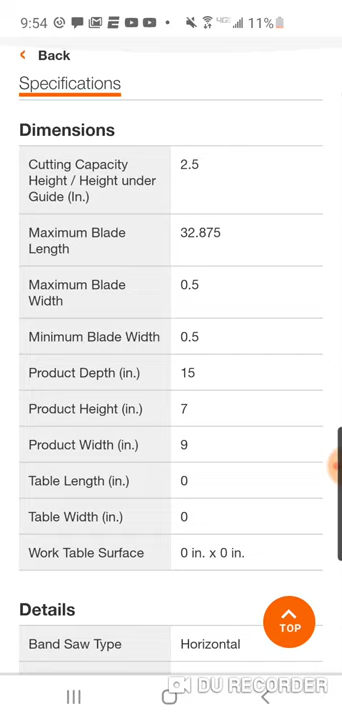 9:54 11%
Back
Specifications
Dimensions
Cutting Capacity 2.5
Height / Height under
Guide (In.)
Maximum Blade 32.875
Length
Maximum Blade 0.5
Width
Minimum Blade Width 0.5
Product Depth (in.) 15
Product Height (in.) 7
Product Width (in.) 9
Table Length (in.) 0
Table Width (in.) 0
Work Table Surface 0 in. x 0 in.
Details
TOP
Band Saw Type Horizontal
DU RECORDER